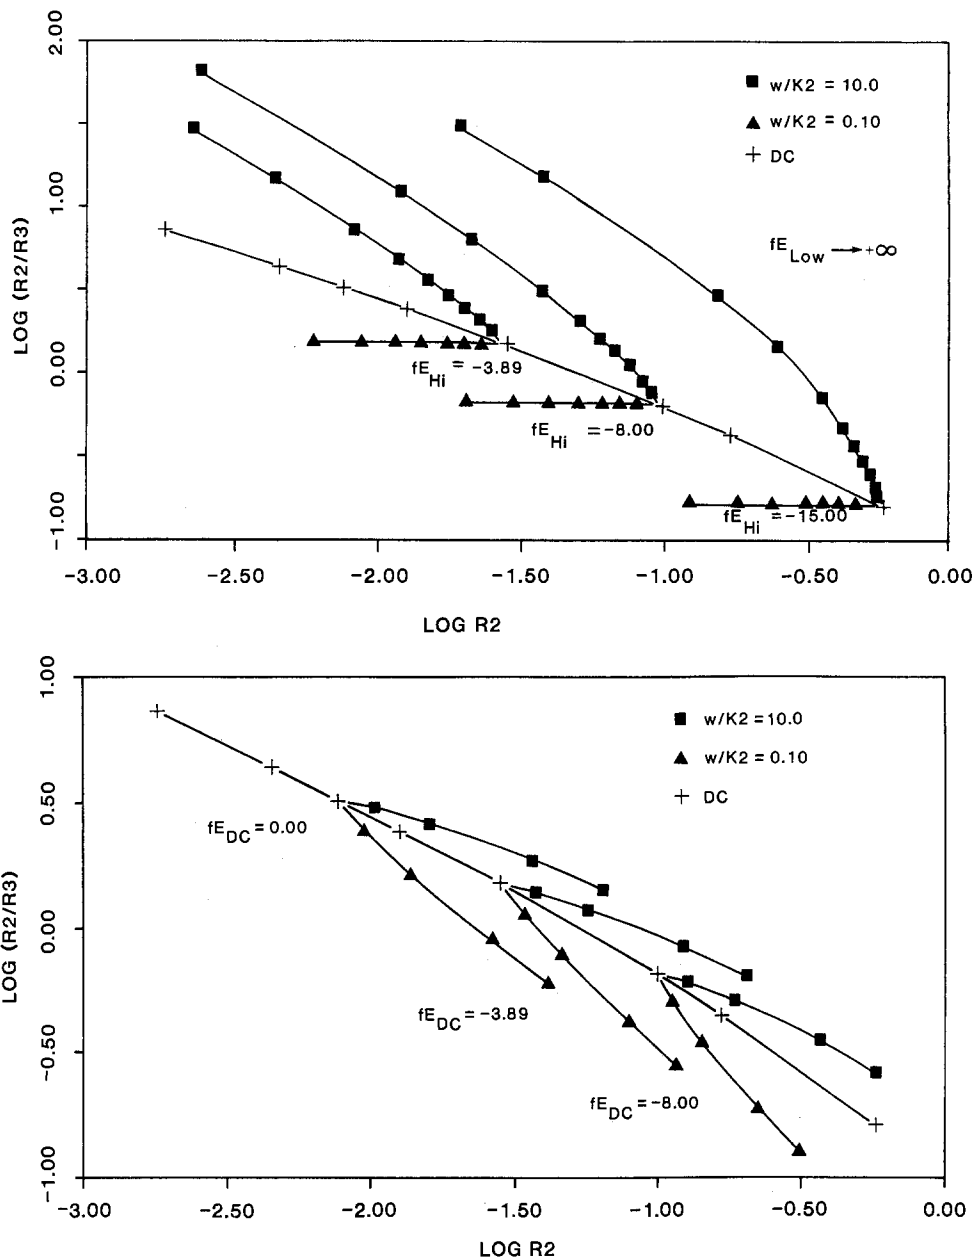 2.00
1.00
0.00
-1.00
LOG (R2/R3)
w/K2 = 10.0
w/K2 = 0.10
DC
fE Low → +∞
fE Hi = -3.89
fE Hi = -8.00
fE Hi = -15.00
-3.00 -2.50 -2.00 -1.50 -1.00 -0.50 0.00
LOG R2
1.00
0.50
0.00
-0.50
-1.00
LOG (R2/R3)
w/K2 = 10.0
w/K2 = 0.10
DC
fE DC = 0.00
fE DC = -3.89
fE DC = -8.00
-3.00 -2.50 -2.00 -1.50 -1.00 -0.50 0.00
LOG R2